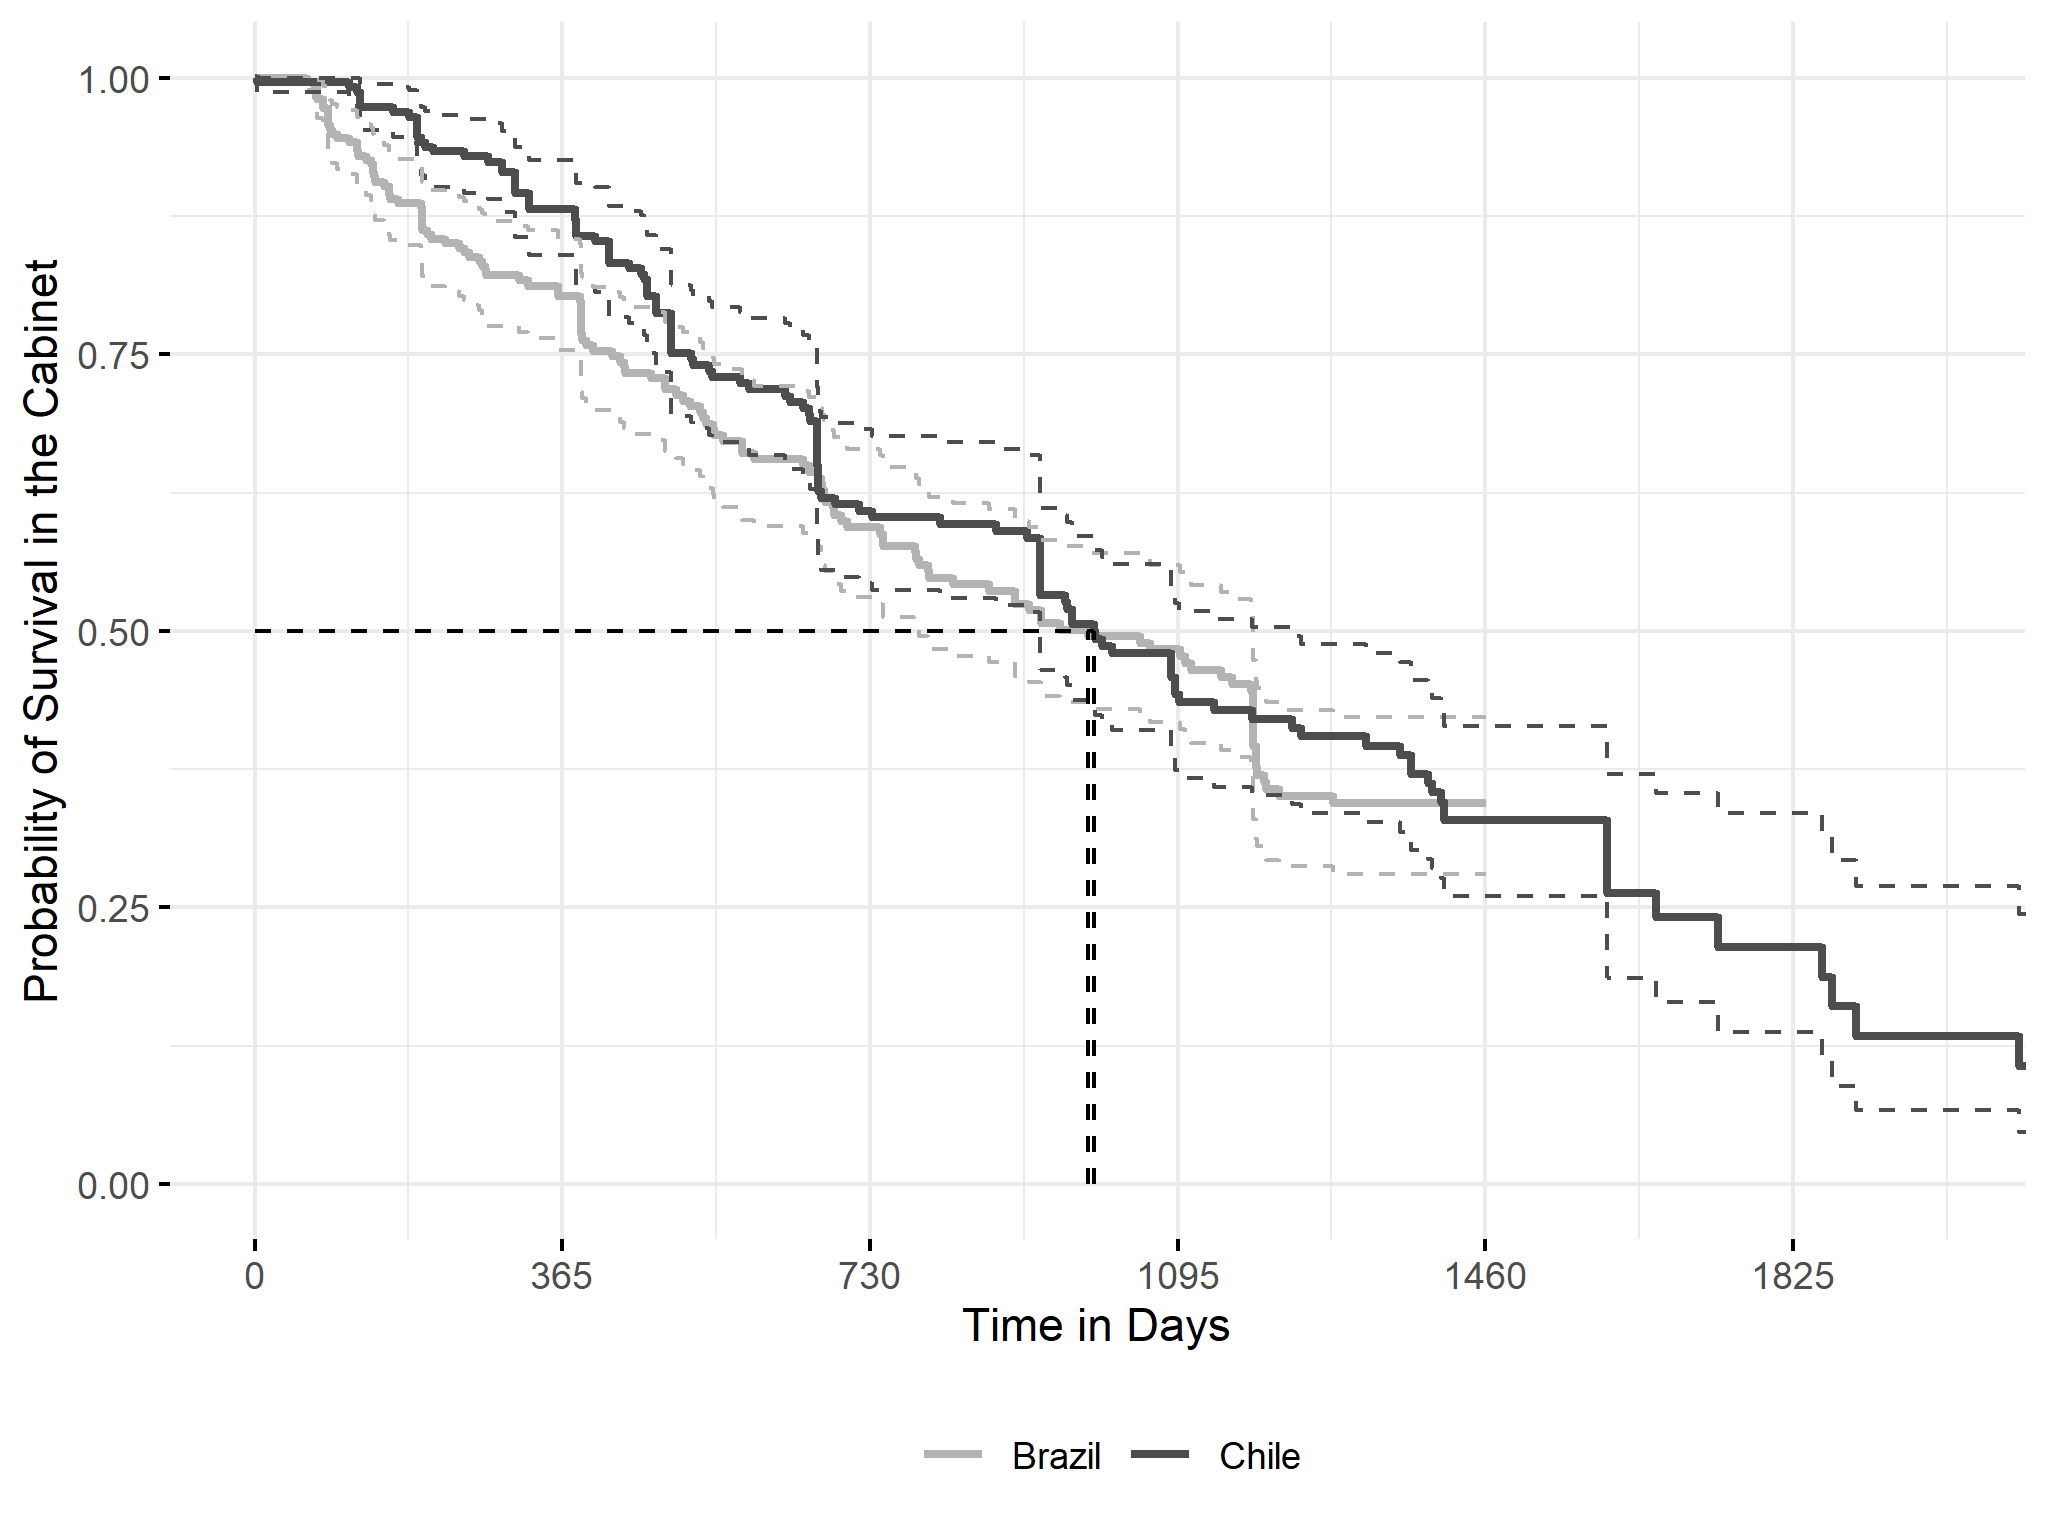 Probability of Survival in the Cabinet
1.00
0.75
0.50
0.25
0.00
0 365 730 1095 1460 1825
Time in Days
Brazil Chile